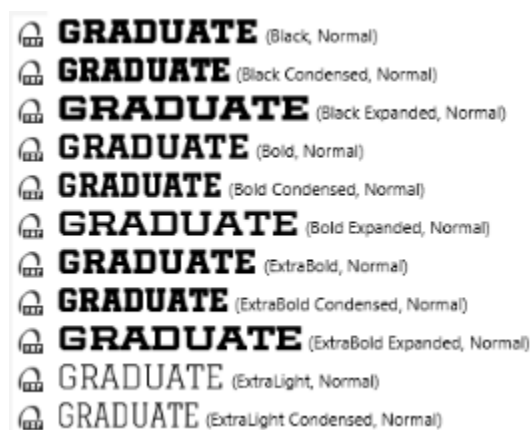 GRADUATE (Black, Normal)
GRADUATE (Black Condensed, Normal)
GRADUATE (Black Expanded, Normal)
GRADUATE (Bold, Normal)
GRADUATE (Bold Condensed, Normal)
GRADUATE (Bold Expanded, Normal)
GRADUATE (ExtraBold, Normal)
GRADUATE (ExtraBold Condensed, Normal)
GRADUATE (ExtraBold Expanded, Normal)
GRADUATE (ExtraLight, Normal)
GRADUATE (ExtraLight Condensed, Normal)